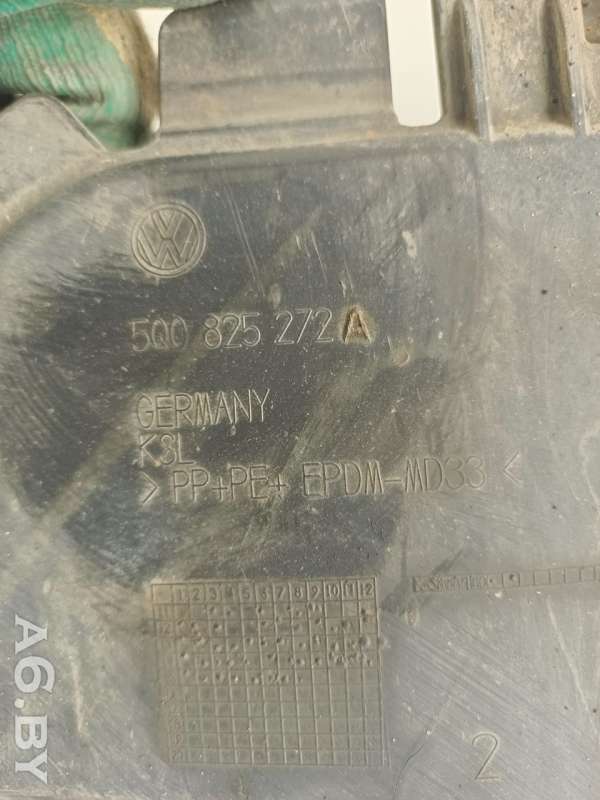 5Q0 825 272 A
GERMANY
KSL
> PP+PE+ EPDM-MD33 <
1 2 3 4 5 6 7 8 9 10 11 12
2
A6.BY